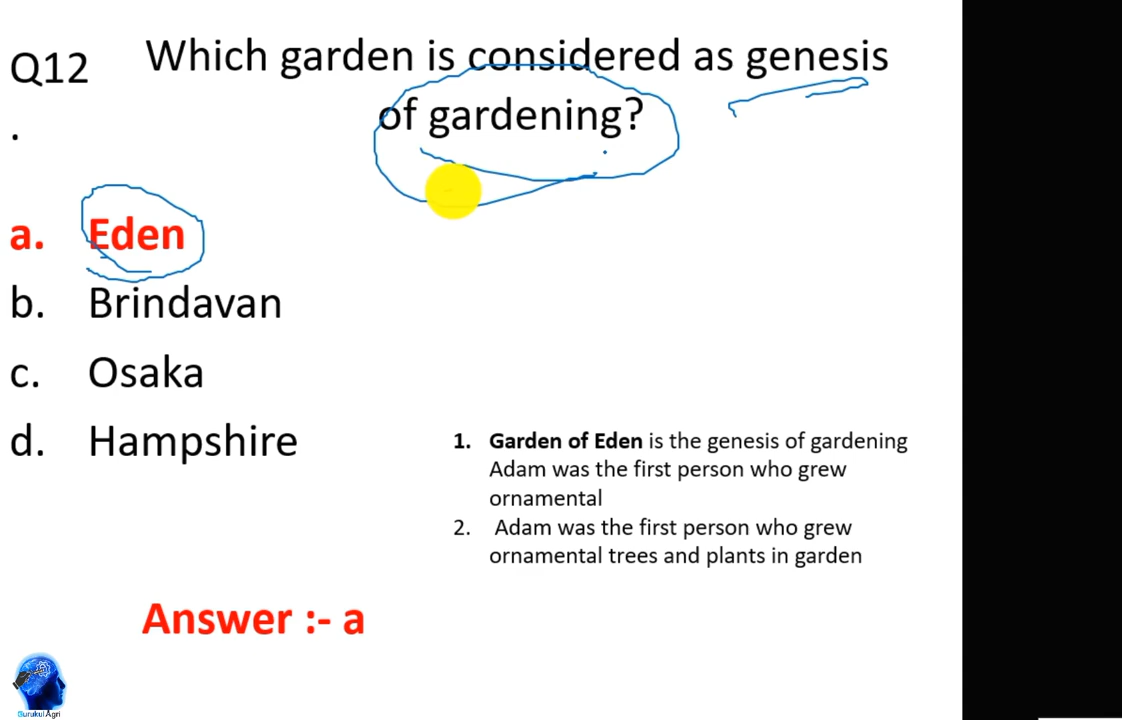 Q12
.
Which garden is considered as genesis
of gardening?
a. Eden
b. Brindavan
c. Osaka
d. Hampshire
1. Garden of Eden is the genesis of gardening
Adam was the first person who grew
ornamental
2. Adam was the first person who grew
ornamental trees and plants in garden
Answer :- a
Gurukul Agri